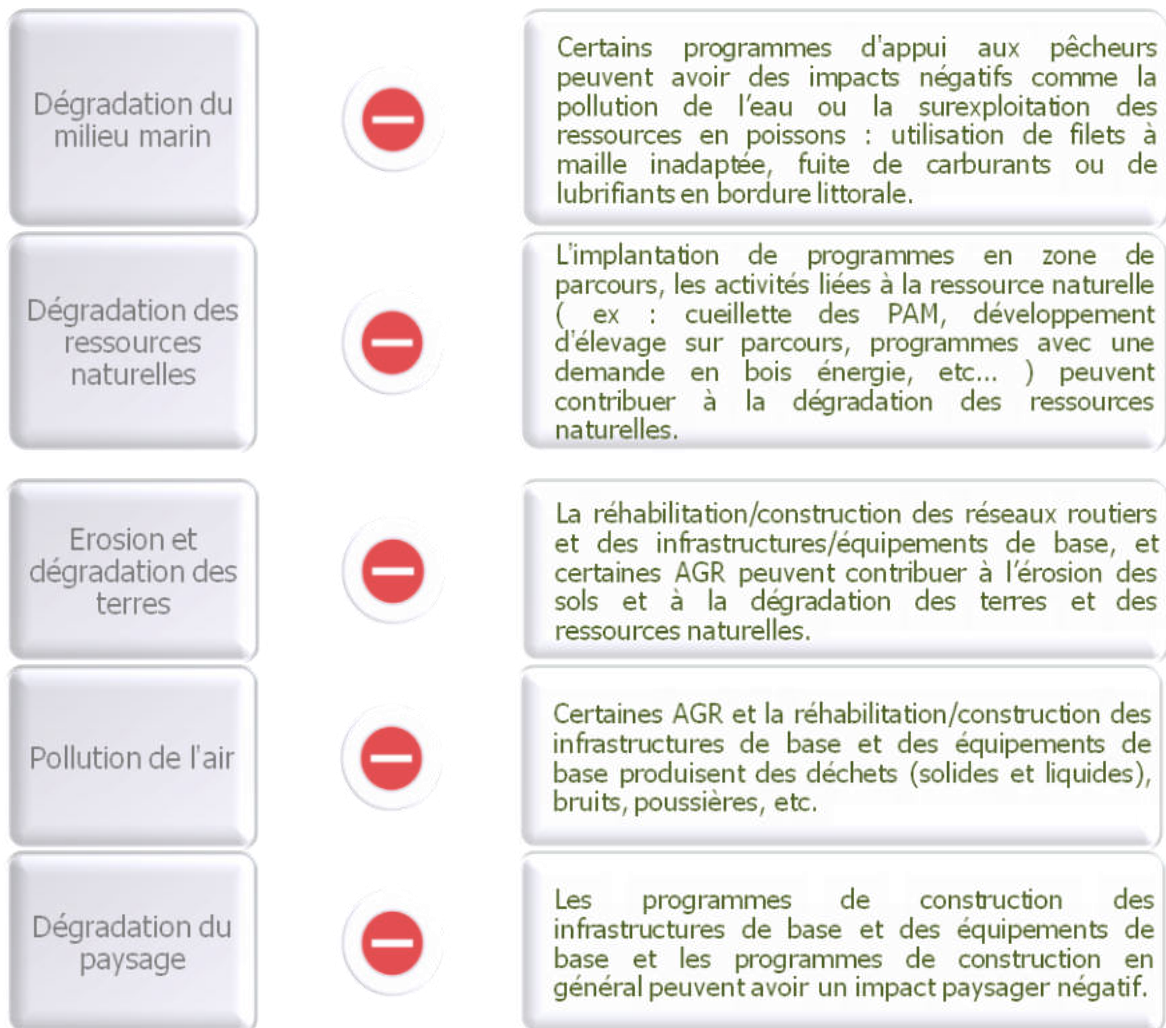 Dégradation du
milieu marin
Certains programmes d'appui aux pêcheurs
peuvent avoir des impacts négatifs comme la
pollution de l'eau ou la surexploitation des
ressources en poissons : utilisation de filets à
maille inadaptée, fuite de carburants ou de
lubrifiants en bordure littorale.
Dégradation des
ressources
naturelles
L'implantation de programmes en zone de
parcours, les activités liées à la ressource naturelle
( ex : cueillette des PAM, développement
d'élevage sur parcours, programmes avec une
demande en bois énergie, etc... ) peuvent
contribuer à la dégradation des ressources
naturelles.
Erosion et
dégradation des
terres
La réhabilitation/construction des réseaux routiers
et des infrastructures/équipements de base, et
certaines AGR peuvent contribuer à l'érosion des
sols et à la dégradation des terres et des
ressources naturelles.
Pollution de l'air
Certaines AGR et la réhabilitation/construction des
infrastructures de base et des équipements de
base produisent des déchets (solides et liquides),
bruits, poussières, etc.
Dégradation du
paysage
Les programmes de construction des
infrastructures de base et des équipements de
base et les programmes de construction en
général peuvent avoir un impact paysager négatif.